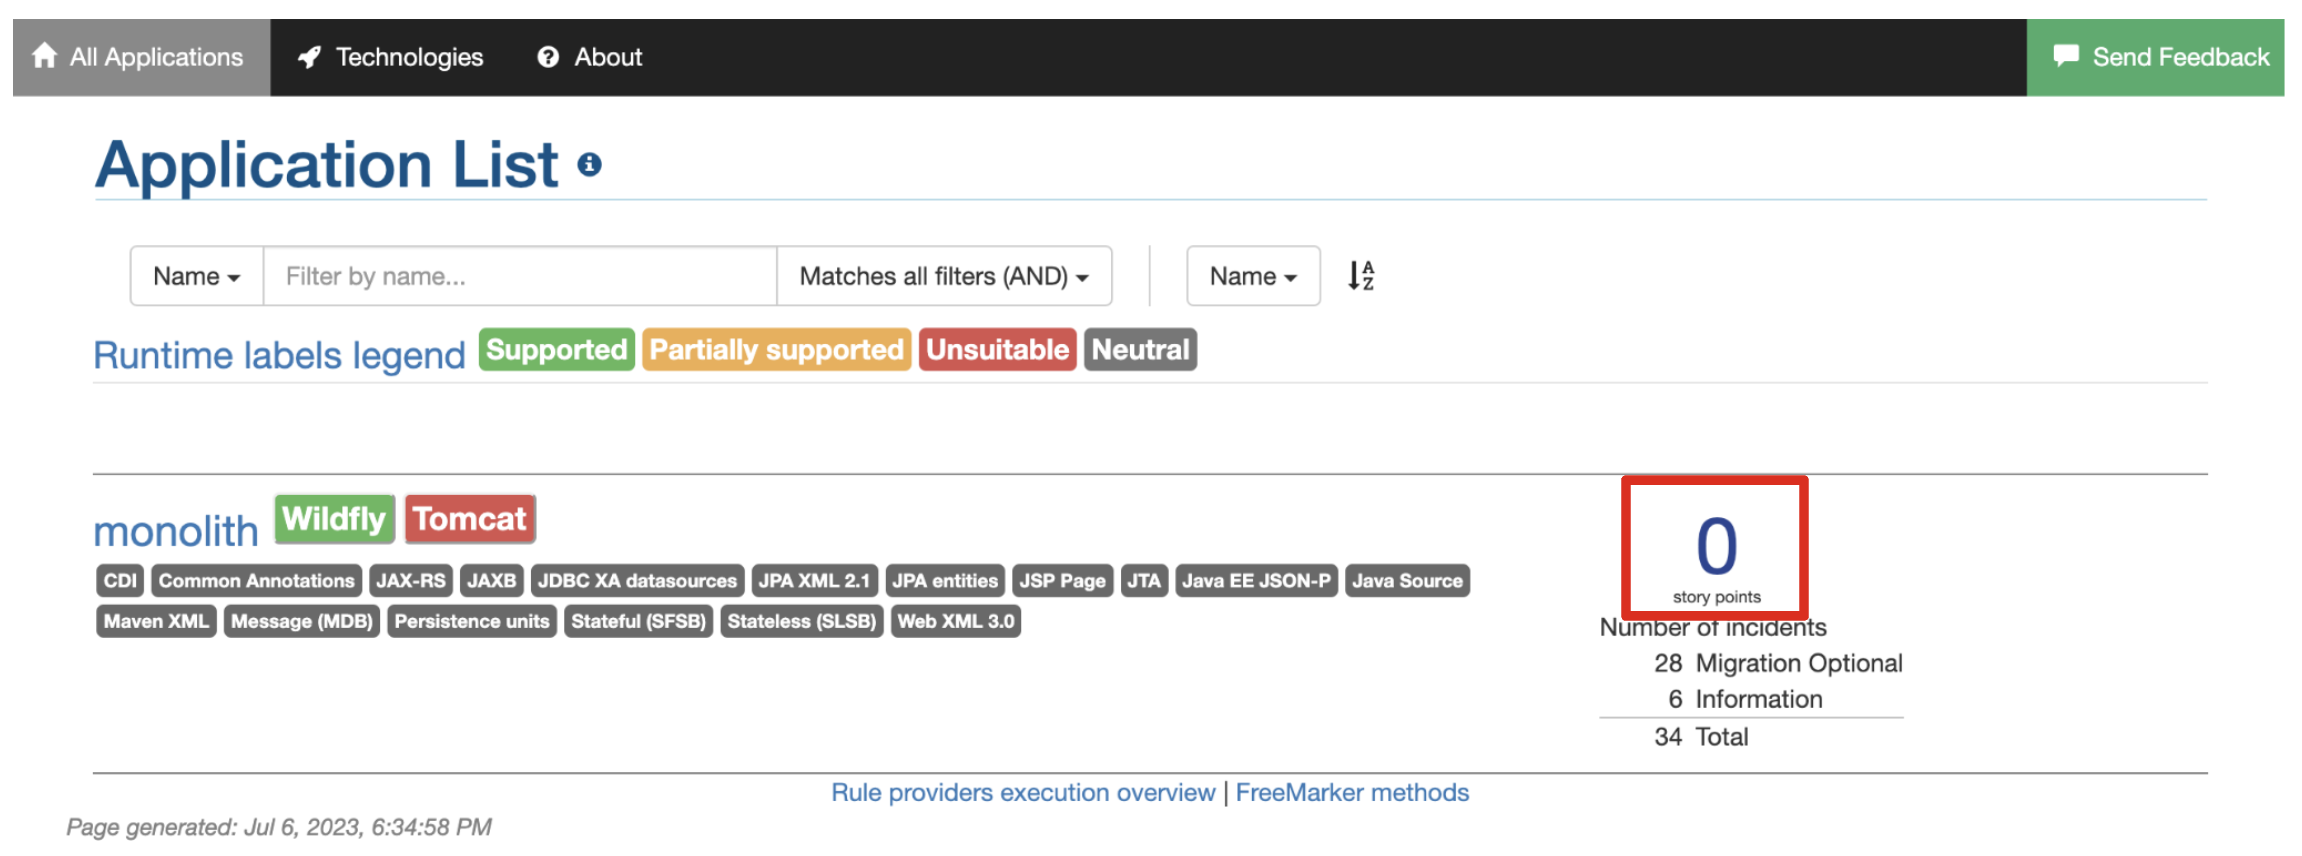 All Applications Technologies About Send Feedback
Application List
Name Filter by name... Matches all filters (AND) Name
Runtime labels legend Supported Partially supported Unsuitable Neutral
monolith Wildfly Tomcat
CDI Common Annotations JAX-RS JAXB JDBC XA datasources JPA XML 2.1 JPA entities JSP Page JTA Java EE JSON-P Java Source
Maven XML Message (MDB) Persistence units Stateful (SFSB) Stateless (SLSB) Web XML 3.0
0
story points
Number of incidents
28 Migration Optional
6 Information
34 Total
Rule providers execution overview | FreeMarker methods
Page generated: Jul 6, 2023, 6:34:58 PM